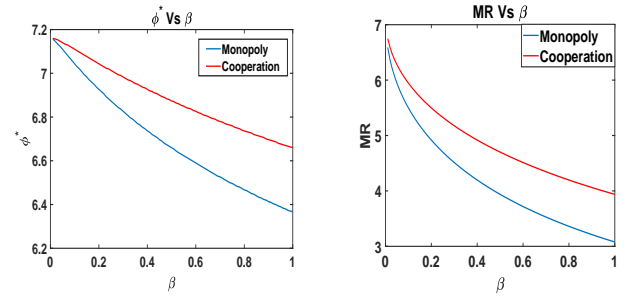 ϕ* Vs β
7.2
7
6.8
6.6
6.4
6.2
0
0.2
0.4
0.6
0.8
1
ϕ*
β
Monopoly
Cooperation
MR Vs β
7
6
5
4
3
0
0.2
0.4
0.6
0.8
1
MR
β
Monopoly
Cooperation